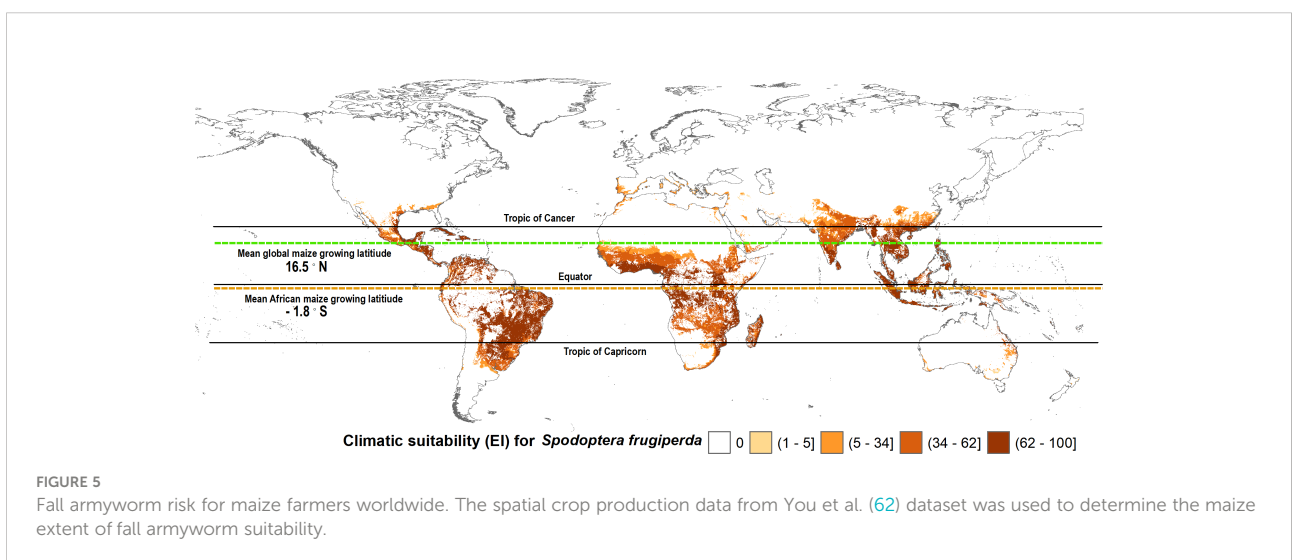 Tropic of Cancer
Mean global maize growing latitiude
16.5 ° N
Equator
Mean African maize growing latitude
- 1.8 ° S
Tropic of Capricorn
Climatic suitability (EI) for Spodoptera frugiperda 0 (1 - 5] (5 - 34] (34 - 62] (62 - 100]
FIGURE 5
Fall armyworm risk for maize farmers worldwide. The spatial crop production data from You et al. (62) dataset was used to determine the maize
extent of fall armyworm suitability.